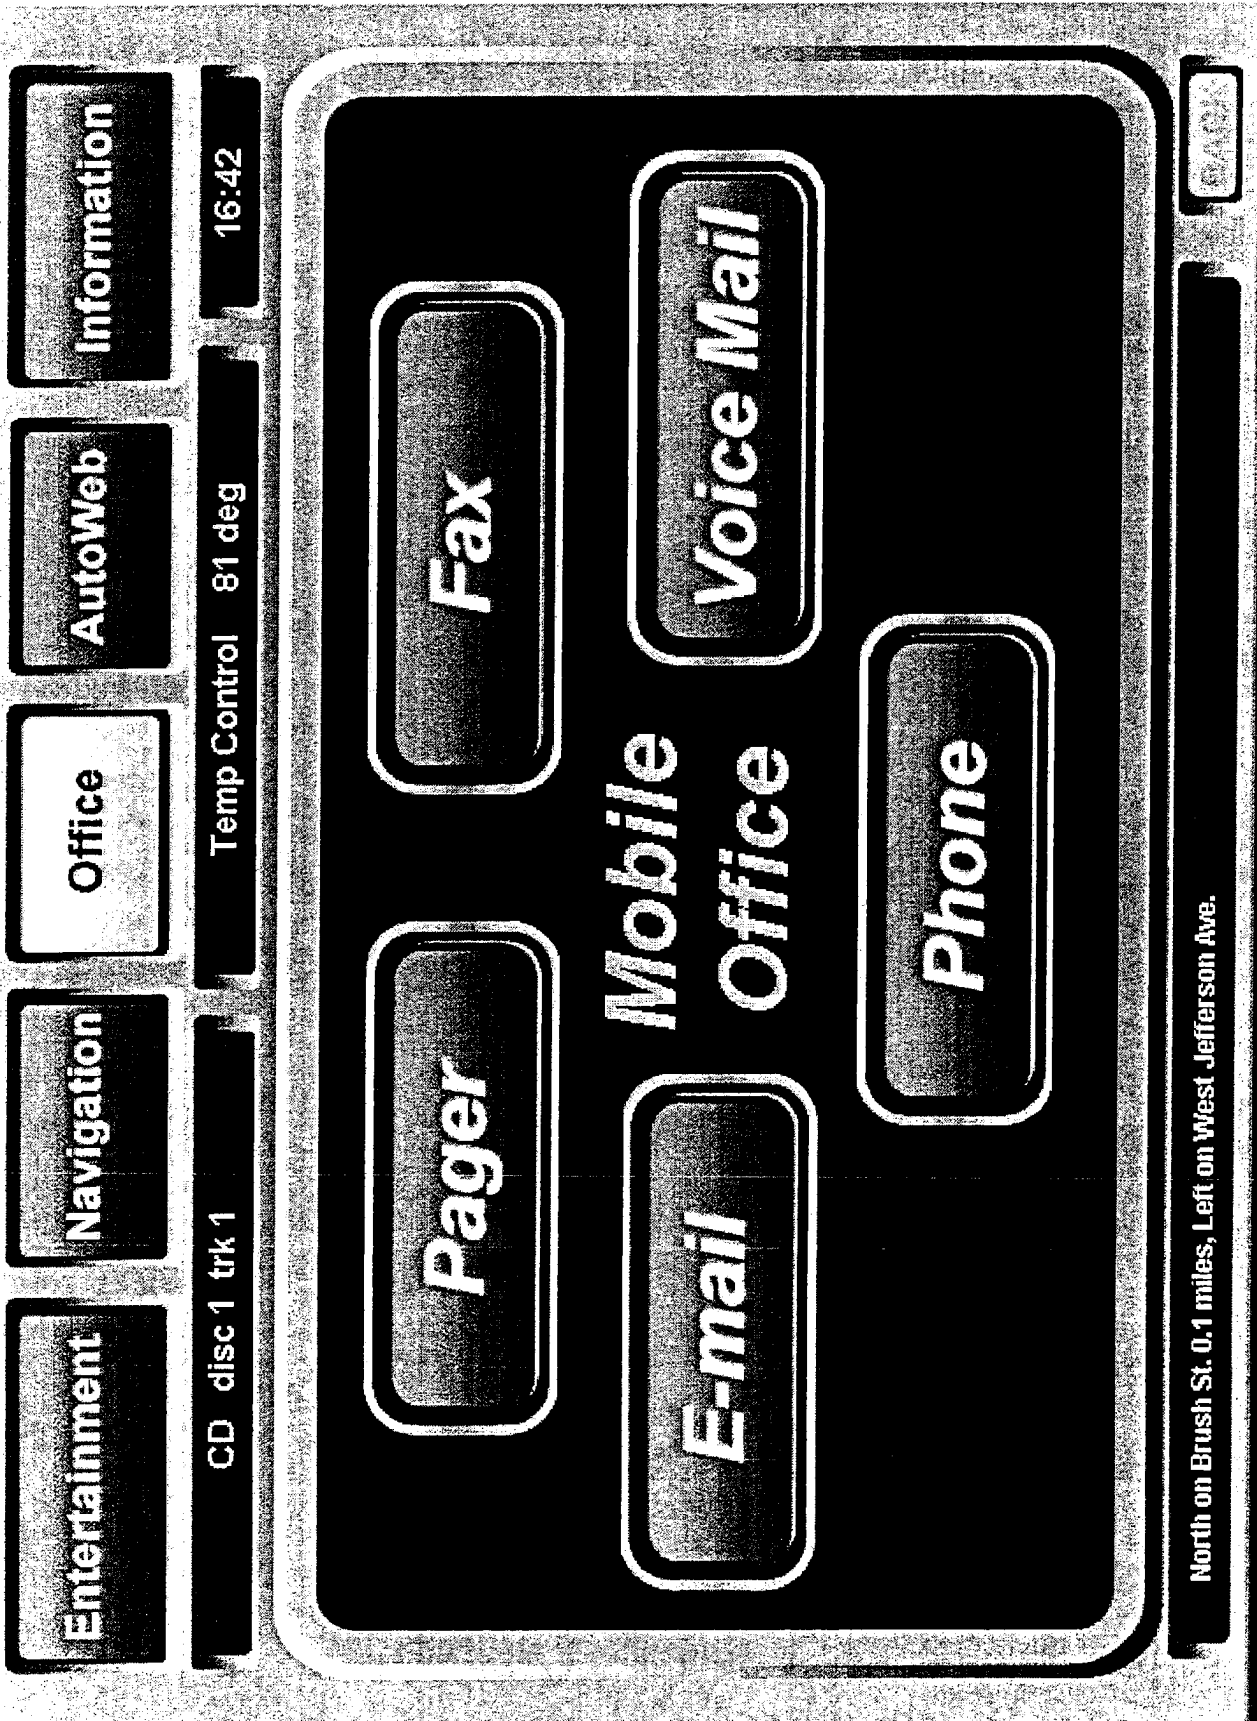 Entertainment
Navigation
Office
AutoWeb
Information
CD disc 1 trk 1
Temp Control 81 deg
16:42
Pager
Fax
Mobile
Office
E-mail
Voice Mail
Phone
North on Brush St. 0.1 miles, Left on West Jefferson Ave.
BACK